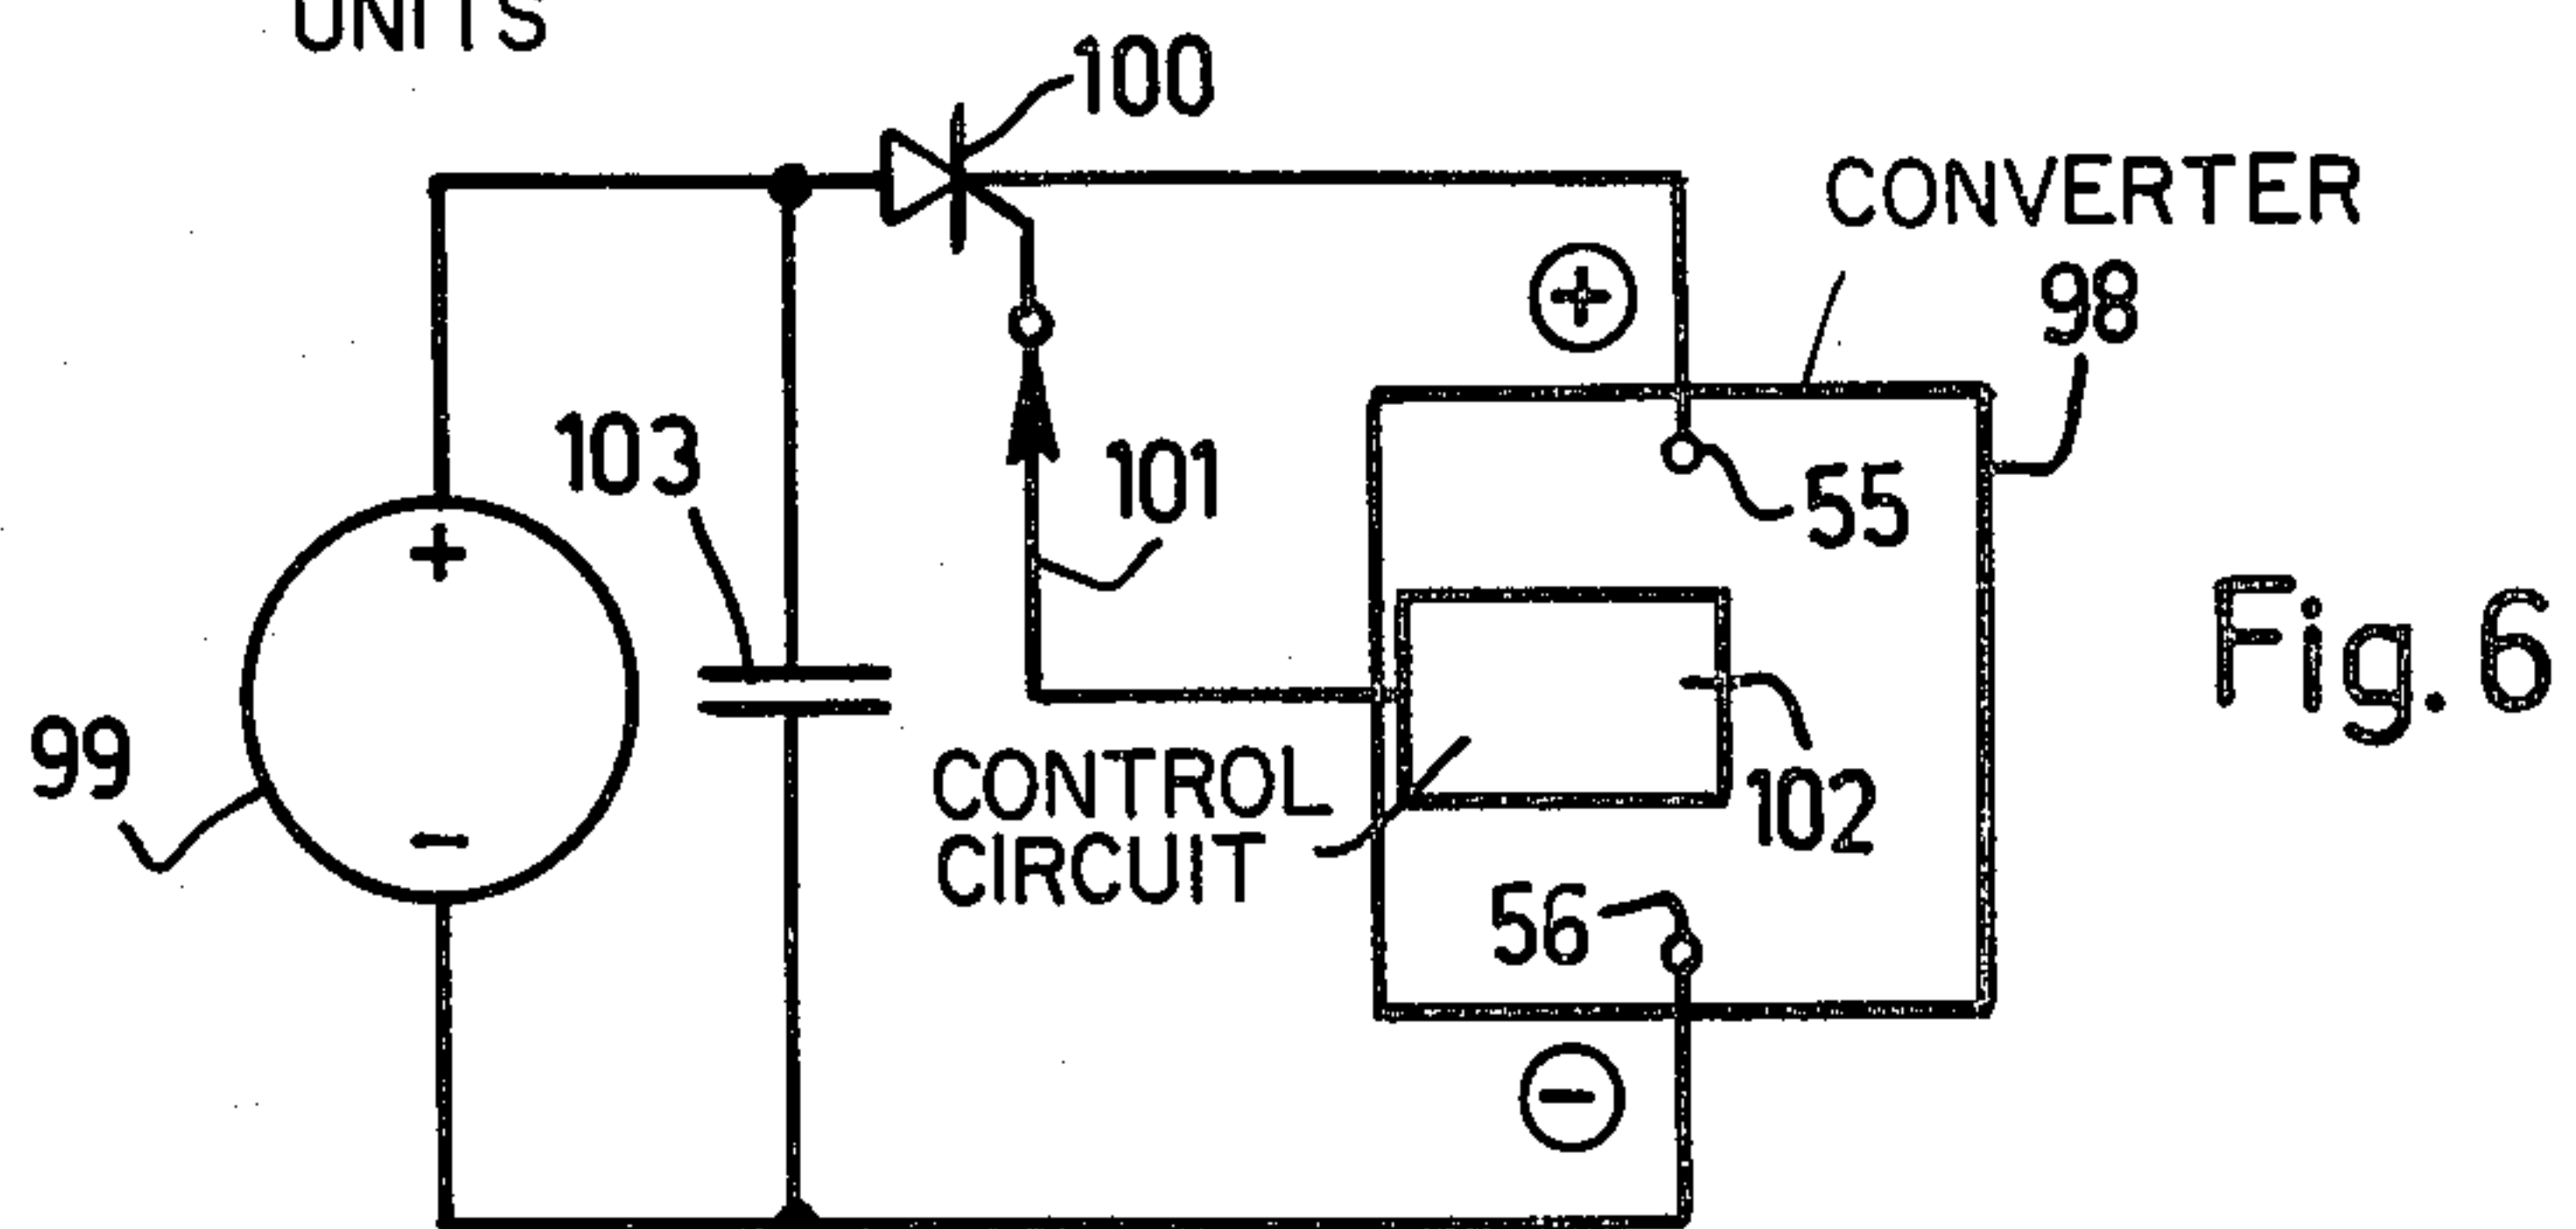 UNITS
100
CONVERTER
98
+
103
101
55
+
Fig. 6
99
CONTROL
CIRCUIT
102
-
56
-